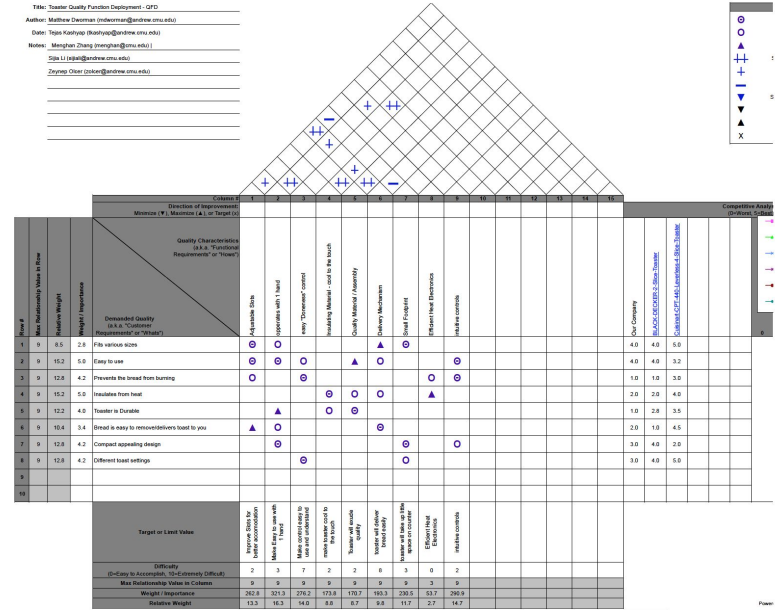 Title: Toaster Quality Function Deployment - QFD
Author: Matthew Dworman (mdworman@andrew.cmu.edu)
Date: Tejas Kashyap (tkashyap@andrew.cmu.edu)
Notes: Menghan Zhang (menghan@cmu.edu) |
Sijia Li (sijiali@andrew.cmu.edu)
Zeynep Olcer (zolcer@andrew.cmu.edu)
X
Column # 1 2 3 4 5 6 7 8 9 10 11 12 13 14 15
Direction of Improvement:
Minimize (▼), Maximize (▲), or Target (x)
Competitive Analys
(0=Worst, 5=Best
Row #
Max Relationship Value in Row
Relative Weight
Weight / Importance
Quality Characteristics
(a.k.a. "Functional
Requirements" or "Hows")
Demanded Quality
(a.k.a. "Customer
Requirements" or "Whats")
Adjustable Slots
opperates with 1 hand
easy "Doneness" control
Insulating Material - cool to the touch
Quality Material / Assembly
Delivery Mechanism
Small Footprint
Efficient Heat Electronics
intuitive controls
Our Company
BLACK-DECKER-2-Slice-Toaster
Cuisinart-CPT-440-Leverless-4-Slice-Toaster
0
1 9 8.5 2.8 Fits various sizes 4.0 4.0 5.0
2 9 15.2 5.0 Easy to use 4.0 4.0 3.2
3 9 12.8 4.2 Prevents the bread from burning 1.0 1.0 3.0
4 9 15.2 5.0 Insulates from heat 2.0 2.0 4.0
5 9 12.2 4.0 Toaster is Durable 1.0 2.8 3.5
6 9 10.4 3.4 Bread is easy to remove/delivers toast to you 2.0 1.0 4.5
7 9 12.8 4.2 Compact appealing design 3.0 4.0 2.0
8 9 12.8 4.2 Different toast settings 3.0 4.0 5.0
9
10
Target or Limit Value
Improve Slots for better accomodation
Make Easy to use with 1 hand
Make control easy to use and understand
make toaster cool to the touch
Toaster will exude quality
toaster will deliver bread easily
toaster will take up little space on counter
Efficient Heat Electronics
intuitive controls
Difficulty
(0=Easy to Accomplish, 10=Extremely Difficult)
2 3 7 2 2 8 3 0 2
Max Relationship Value in Column 9 9 9 9 9 9 9 3 9
Weight / Importance 262.8 321.3 276.2 173.8 170.7 193.3 230.5 53.7 290.9
Relative Weight 13.3 16.3 14.0 8.8 8.7 9.8 11.7 2.7 14.7
Power